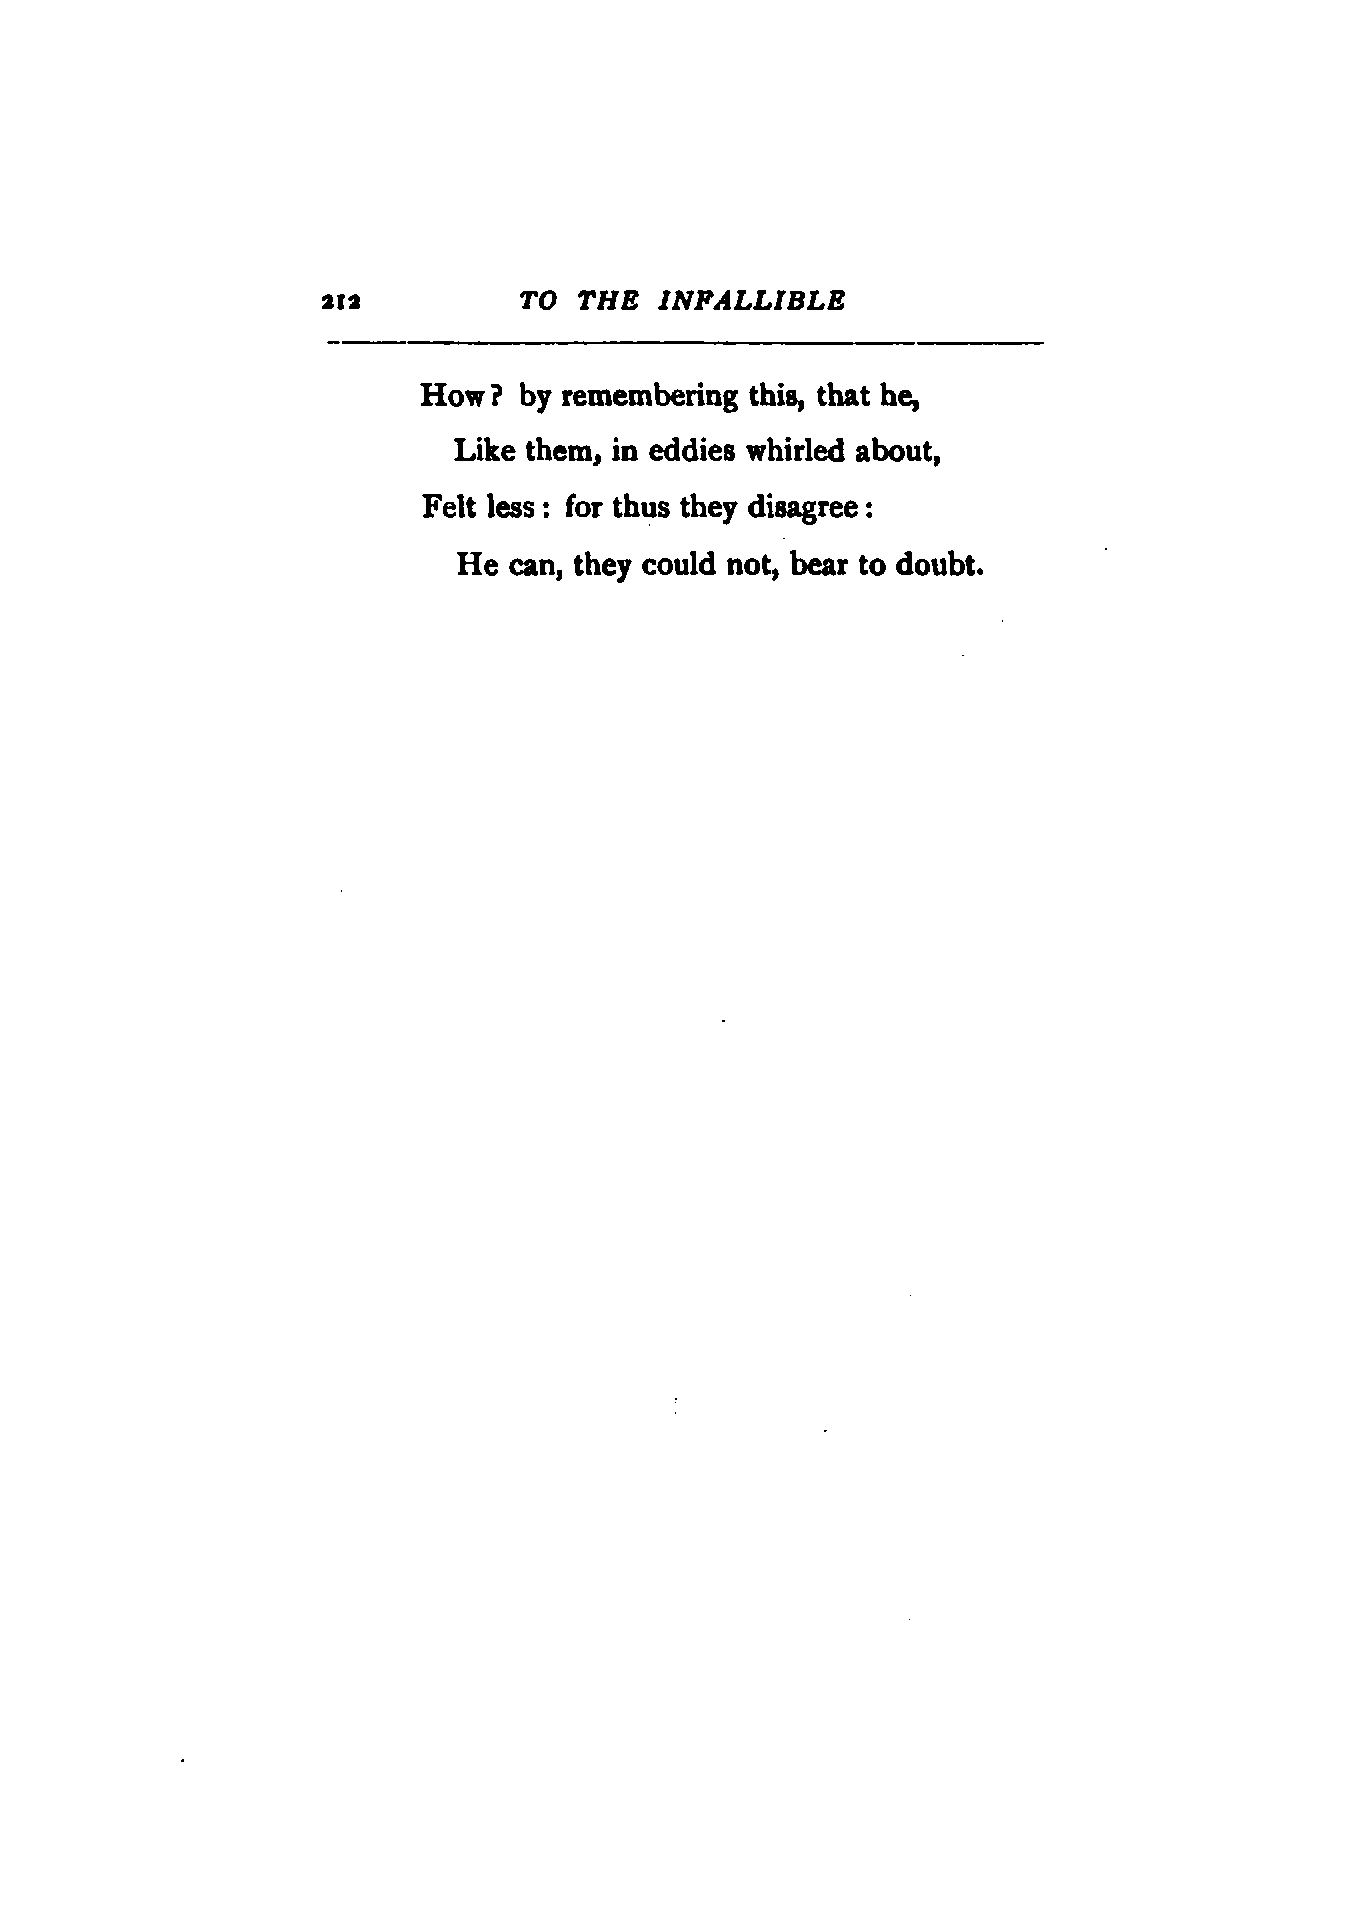 212 TO THE INFALLIBLE
How? by remembering this, that he,
Like them, in eddies whirled about,
Felt less: for thus they disagree:
He can, they could not, bear to doubt.